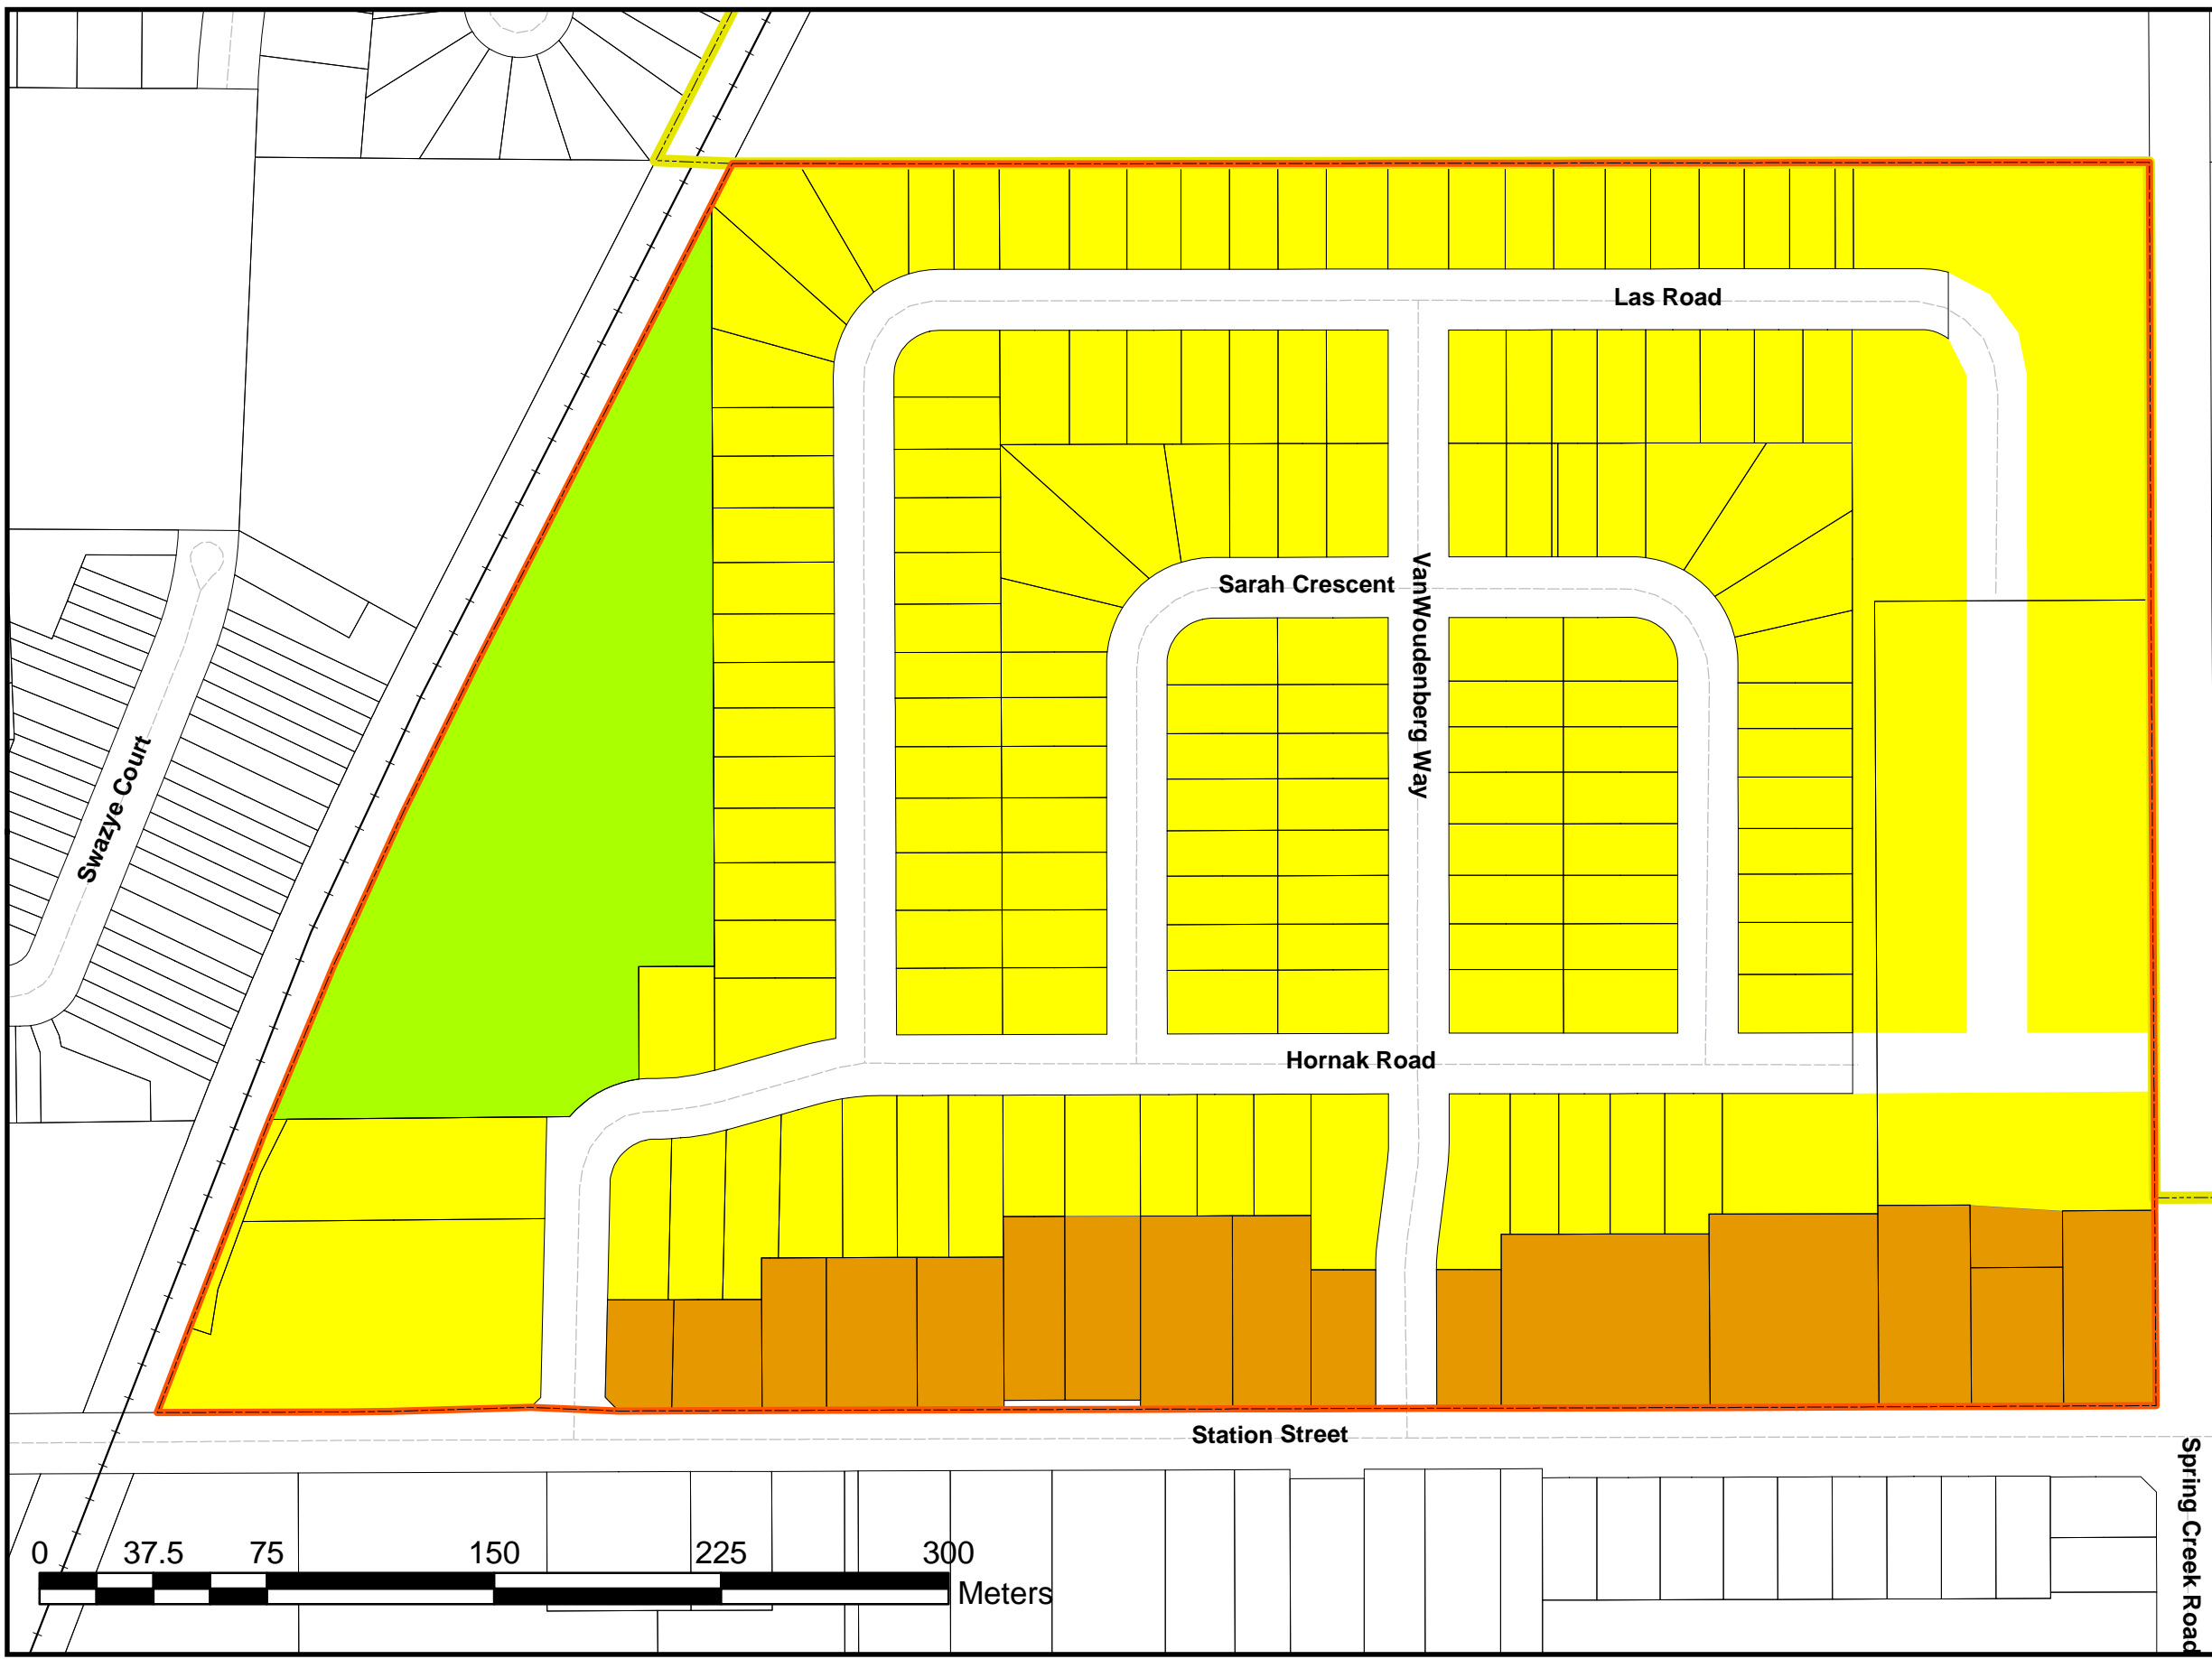 Las Road
Sarah Crescent
VanWoudenberg Way
Swazye Court
Hornak Road
Station Street
Spring Creek Road
0 37.5 75 150 225 300
Meters